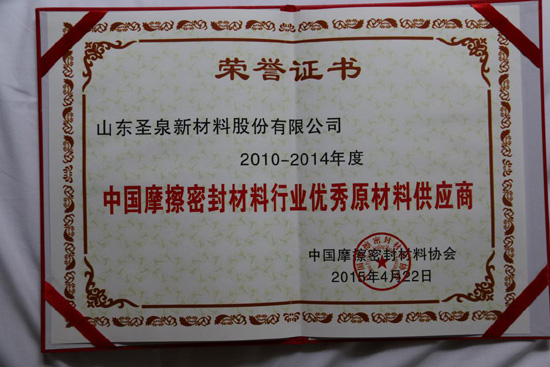 荣誉证书
山东圣泉新材料股份有限公司
2010-2014年度
中国摩擦密封材料行业优秀原材料供应商
中国摩擦密封材料协会
2015年4月22日